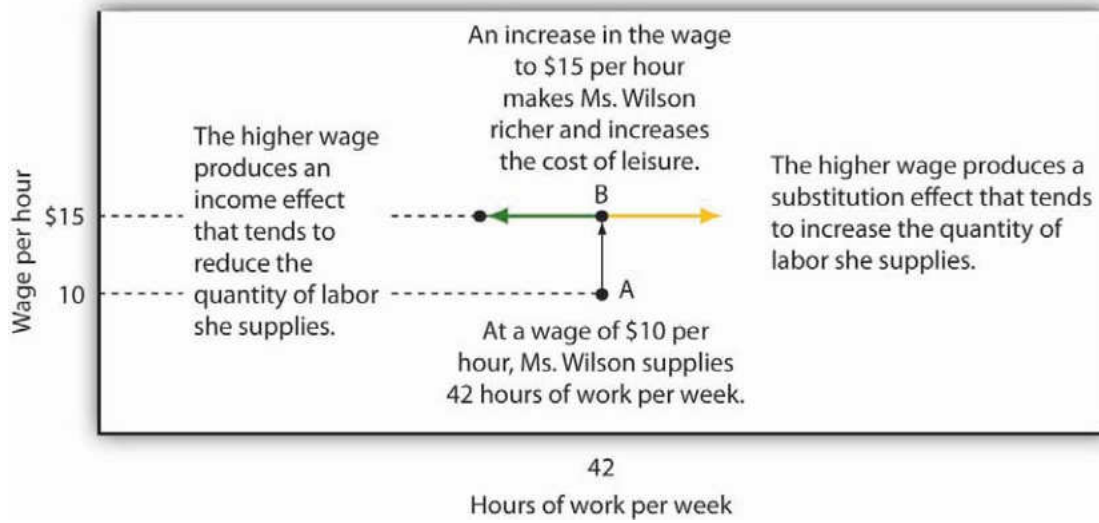 An increase in the wage
to $15 per hour
makes Ms. Wilson
richer and increases
the cost of leisure.
The higher wage
produces an
income effect
that tends to
reduce the
quantity of labor
she supplies.
The higher wage produces a
substitution effect that tends
to increase the quantity of
labor she supplies.
Wage per hour
$15
10
B
A
At a wage of $10 per
hour, Ms. Wilson supplies
42 hours of work per week.
42
Hours of work per week